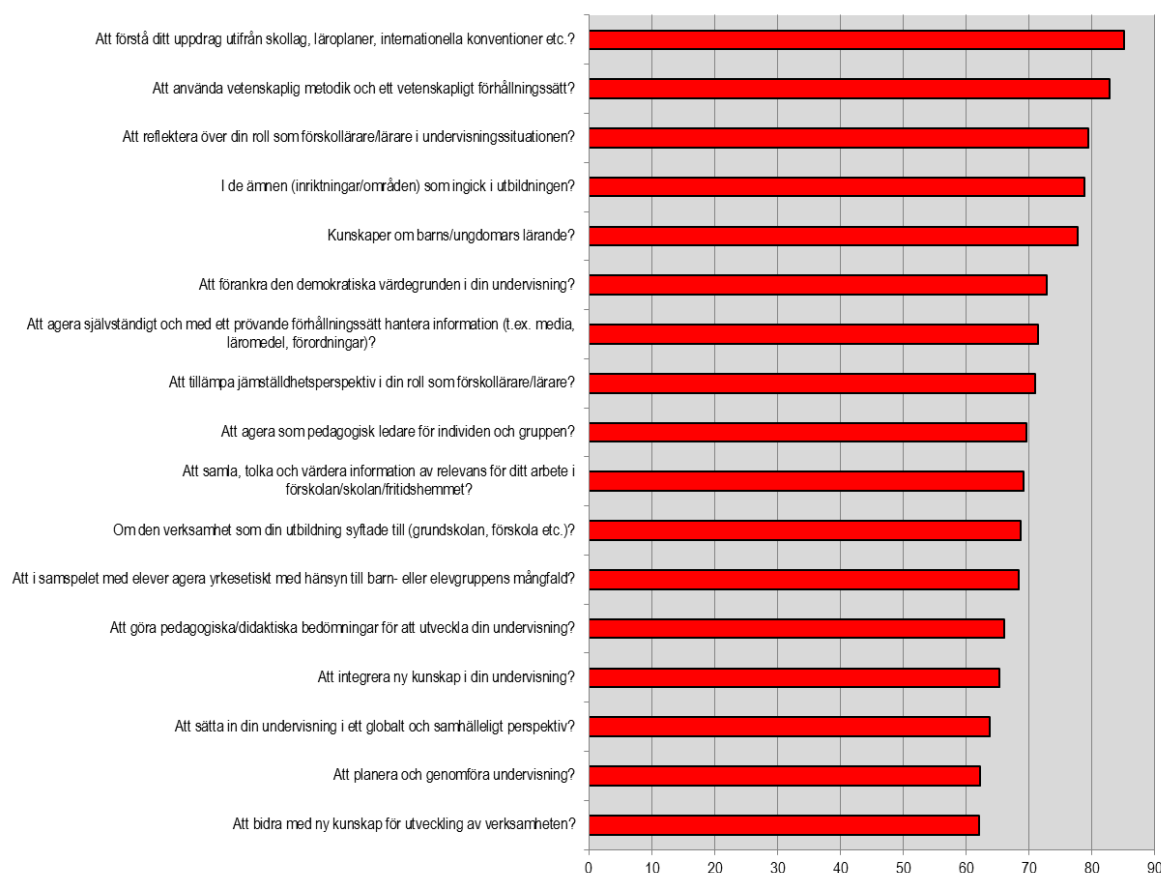 Att förstå ditt uppdrag utifrån skollag, läroplaner, internationella konventioner etc.?
Att använda vetenskaplig metodik och ett vetenskapligt förhållningssätt?
Att reflektera över din roll som förskollärare/lärare i undervisningssituationen?
I de ämnen (inriktningar/områden) som ingick i utbildningen?
Kunskaper om barns/ungdomars lärande?
Att förankra den demokratiska värdegrunden i din undervisning?
Att agera självständigt och med ett prövande förhållningssätt hantera information (t.ex. media,
läromedel, förordningar)?
Att tillämpa jämställdhetsperspektiv i din roll som förskollärare/lärare?
Att agera som pedagogisk ledare för individen och gruppen?
Att samla, tolka och värdera information av relevans för ditt arbete i
förskolan/skolan/fritidshemmet?
Om den verksamhet som din utbildning syftade till (grundskolan, förskola etc.)?
Att i samspelet med elever agera yrkesetiskt med hänsyn till barn- eller elevgruppens mångfald?
Att göra pedagogiska/didaktiska bedömningar för att utveckla din undervisning?
Att integrera ny kunskap i din undervisning?
Att sätta in din undervisning i ett globalt och samhälleligt perspektiv?
Att planera och genomföra undervisning?
Att bidra med ny kunskap för utveckling av verksamheten?
0 10 20 30 40 50 60 70 80 90